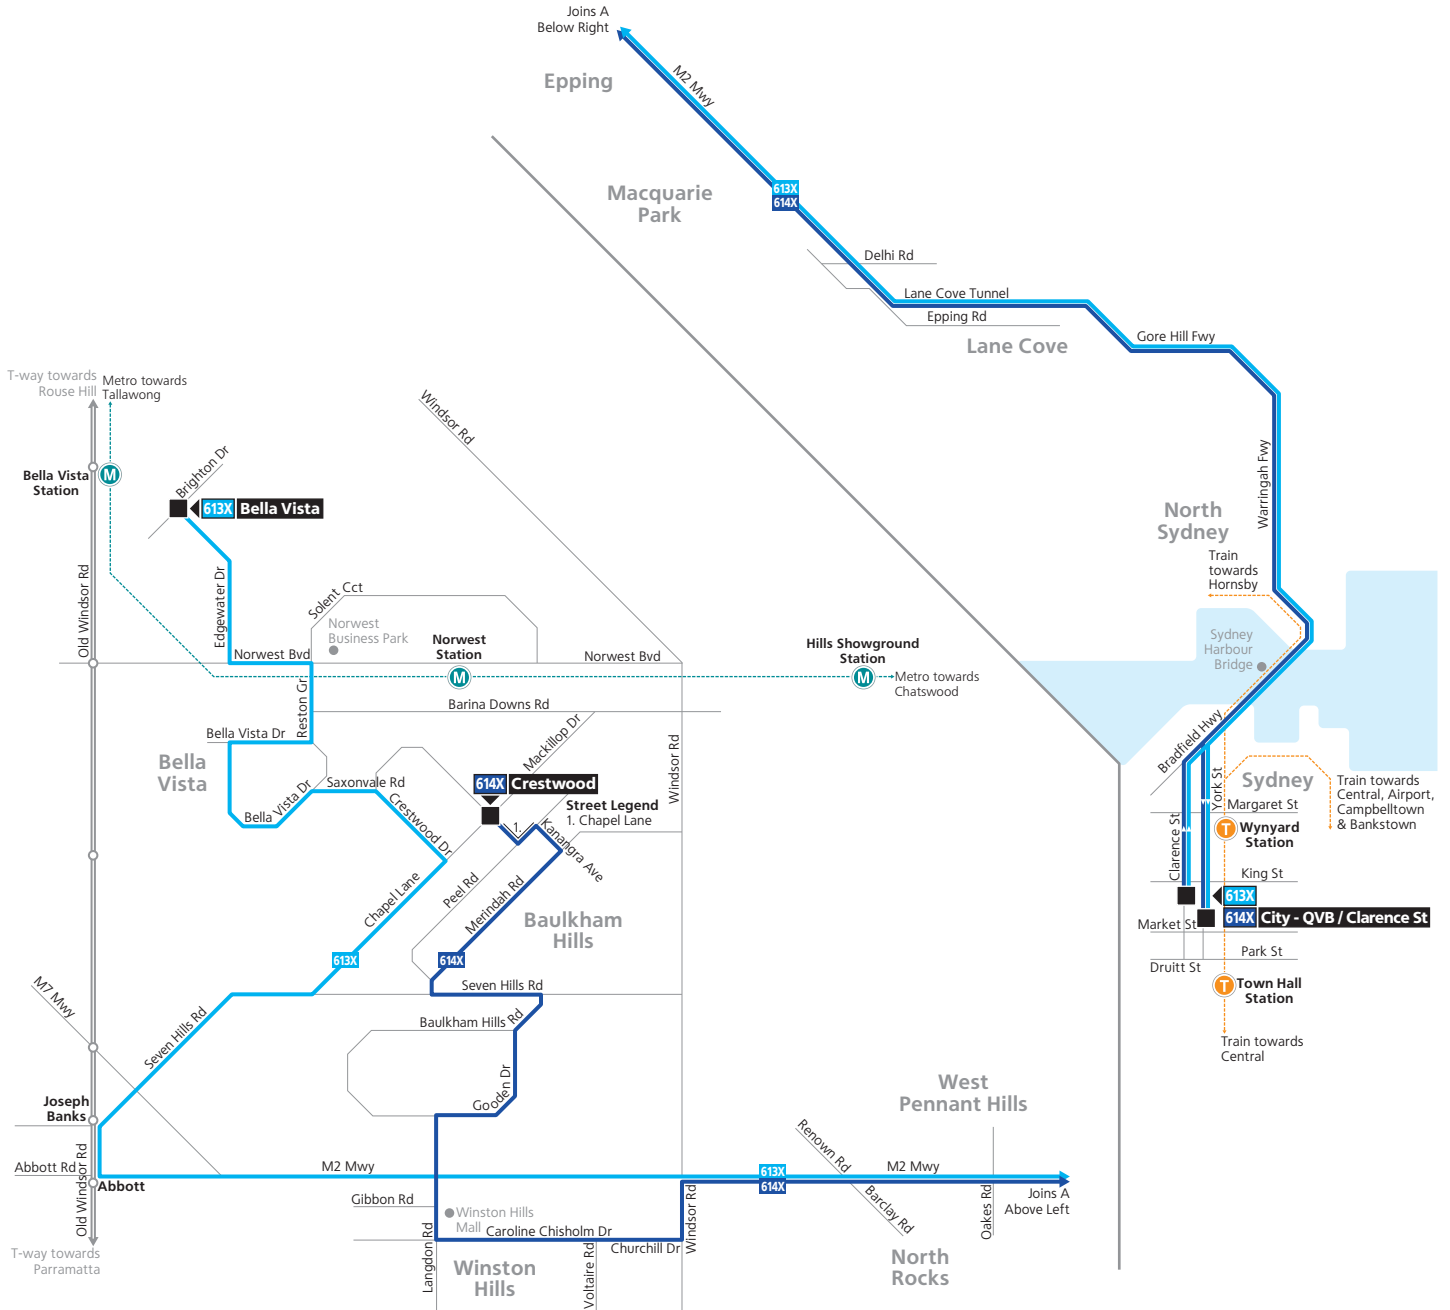 Joins A
Below Right
Epping
M2 Mwy
Macquarie
Park
613X
614X
Delhi Rd
Lane Cove Tunnel
Epping Rd
Lane Cove
Gore Hill Fwy
Warringah Fwy
North
Sydney
Train
towards
Hornsby
Sydney
Harbour
Bridge
Bradfield Hwy
York St
Clarence St
Sydney
Margaret St
Wynyard
Station
T
Train towards
Central, Airport,
Campbelltown
& Bankstown
King St
613X
614X City - QVB / Clarence St
Market St
Park St
Druitt St
T
Town Hall
Station
Train towards
Central
T-way towards
Rouse Hill
Metro towards
Tallawong
Bella Vista
Station
M
Old Windsor Rd
Brighton Dr
613X Bella Vista
Edgewater Dr
Solent Cct
Norwest
Business Park
Norwest
Station
M
Windsor Rd
Norwest Bvd
Norwest Bvd
Hills Showground
Station
M
Metro towards
Chatswood
Reston Gr
Barina Downs Rd
Bella Vista Dr
Bella
Vista
Bella Vista Dr
Saxonvale Rd
Crestwood Dr
Mackillop Dr
614X Crestwood
Windsor Rd
Street Legend
1. Chapel Lane
1.
Kanangra Ave
Chapel Lane
Peel Rd
Merindah Rd
Baulkham
Hills
613X
614X
Seven Hills Rd
M7 Mwy
Seven Hills Rd
Baulkham Hills Rd
Gooden Dr
Joseph
Banks
Abbott Rd
Old Windsor Rd
Abbott
M2 Mwy
613X
614X
M2 Mwy
West
Pennant Hills
Renown Rd
Barclay Rd
Oakes Rd
Joins A
Above Left
Gibbon Rd
Winston Hills
Mall
Langdon Rd
Caroline Chisholm Dr
Windsor Rd
Churchill Dr
Voltaire Rd
Winston
Hills
North
Rocks
T-way towards
Parramatta